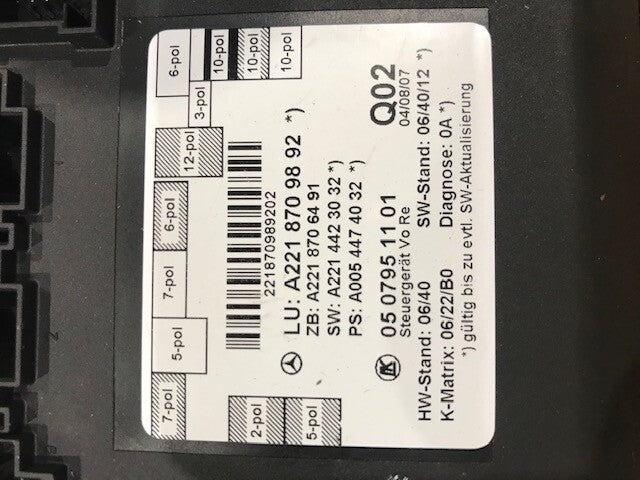 7-pol
5-pol
7-pol
6-pol
12-pol
3-pol
6-pol
10-pol
10-pol
10-pol
2-pol
5-pol
221870989202
LU: A221 870 98 92 *)
ZB: A221 870 64 91
SW: A221 442 30 32 *)
PS: A005 447 40 32 *)
05 0795 11 01
Q02
Steuergerät Vo Re
04/08/07
HW-Stand: 06/40 SW-Stand: 06/40/12 *)
K-Matrix: 06/22/B0 Diagnose: 0A *)
*) gültig bis zu evtl. SW-Aktualisierung